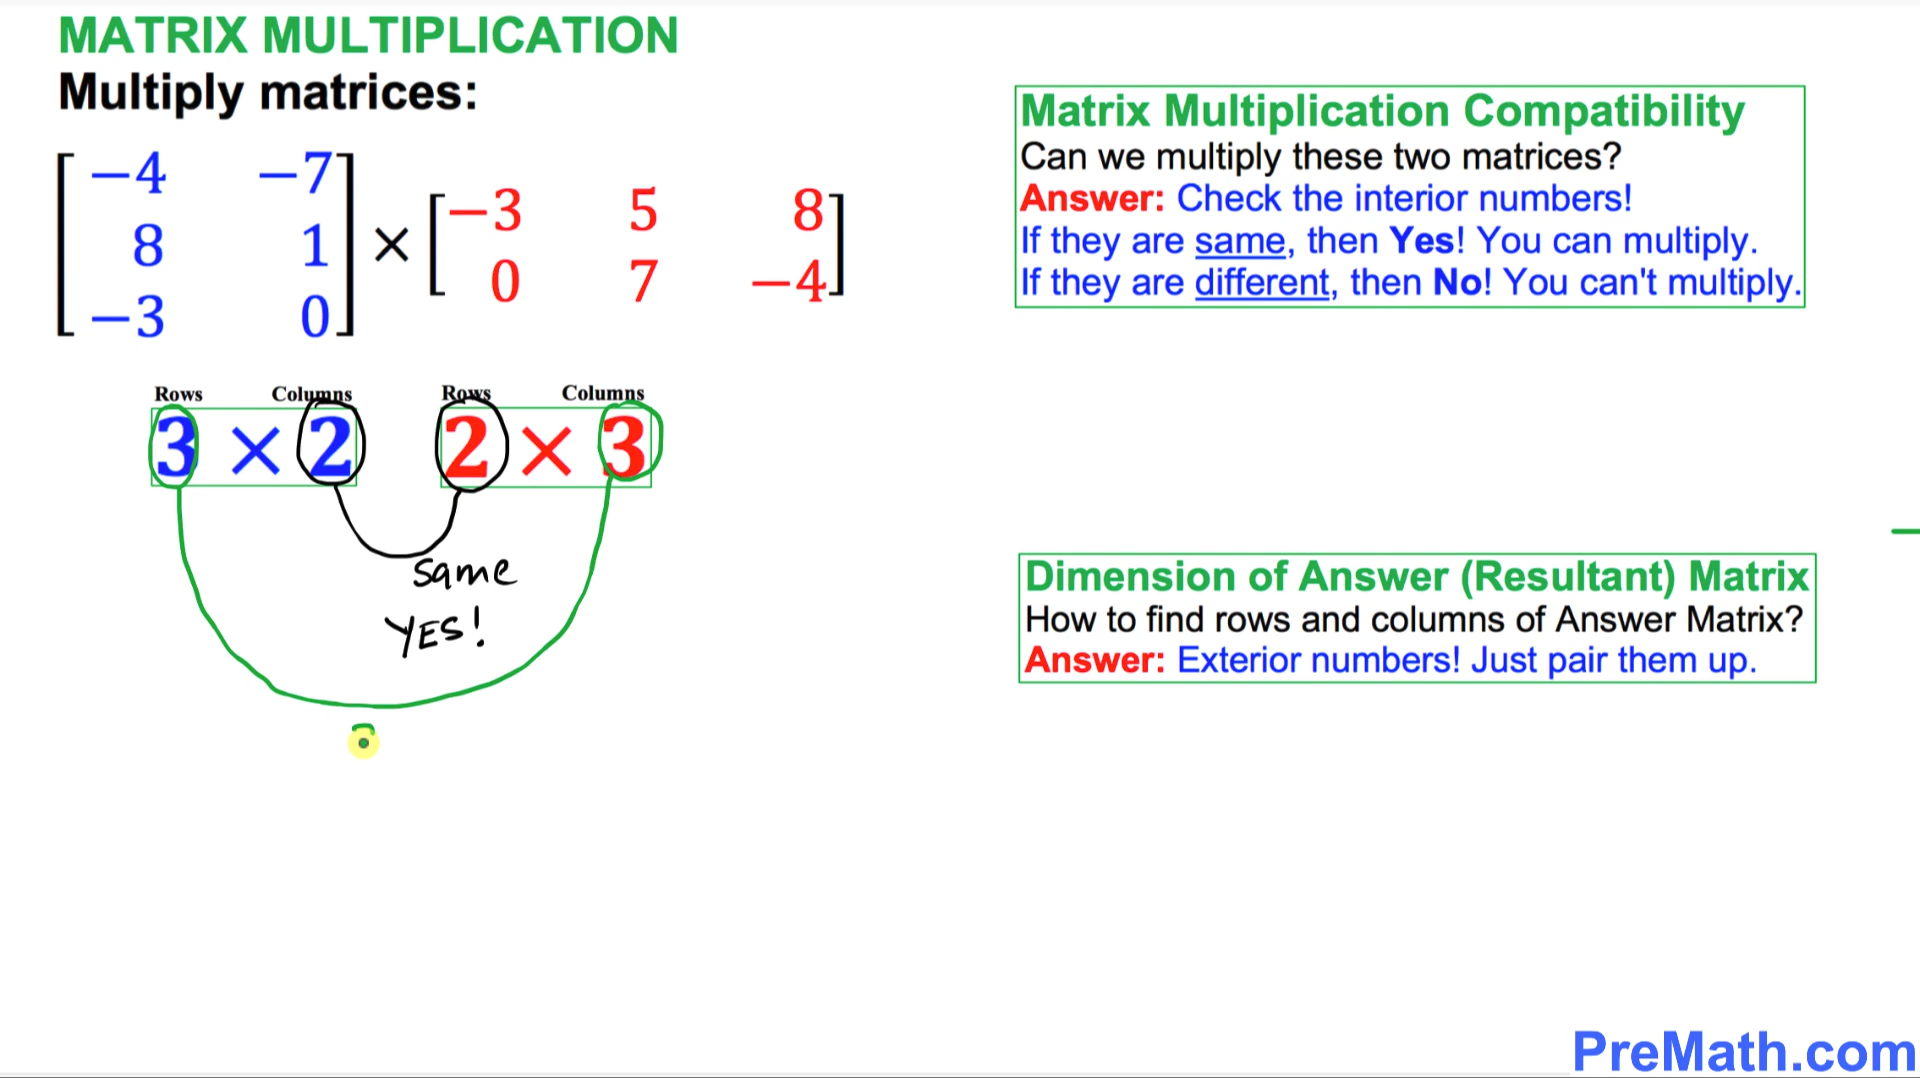 MATRIX MULTIPLICATION
Multiply matrices:
−4 −7
8 1
−3 0
×
−3 5 8
0 7 −4
Rows Columns Rows Columns
3 × 2 2 × 3
same
YES!
Matrix Multiplication Compatibility
Can we multiply these two matrices?
Answer: Check the interior numbers!
If they are same, then Yes! You can multiply.
If they are different, then No! You can't multiply.
Dimension of Answer (Resultant) Matrix
How to find rows and columns of Answer Matrix?
Answer: Exterior numbers! Just pair them up.
PreMath.com